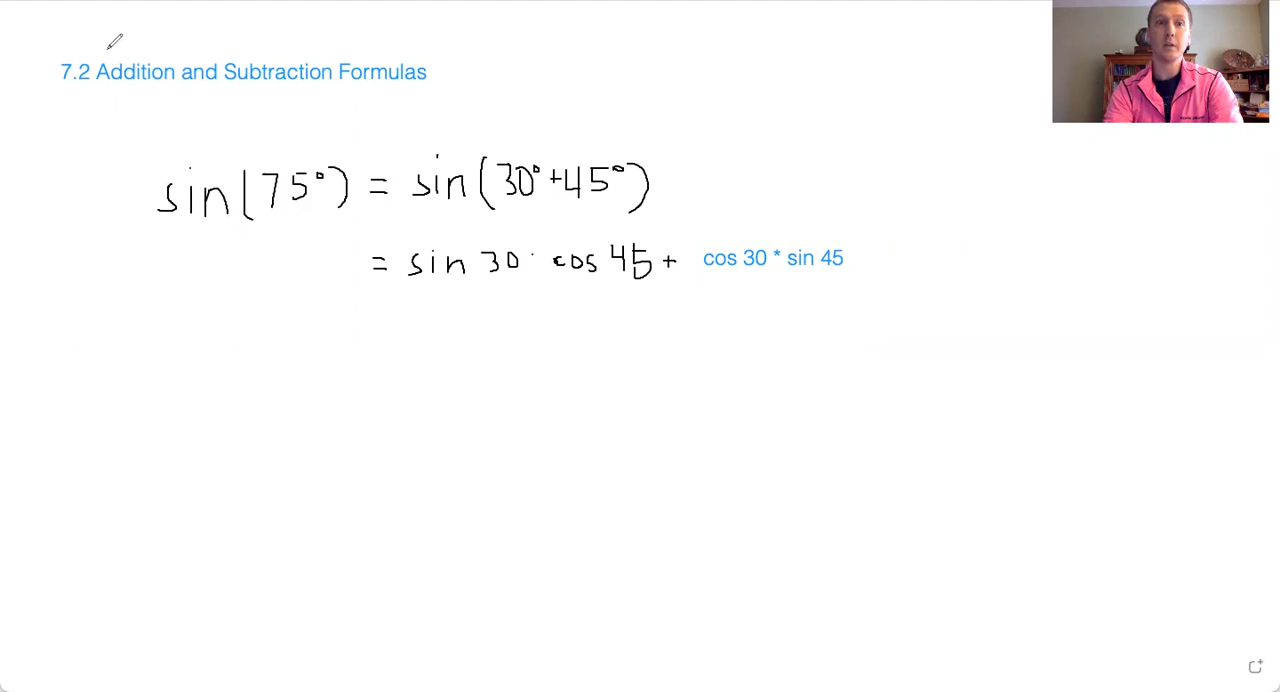 7.2 Addition and Subtraction Formulas
sin(75°) = sin(30°+45°)
= sin 30 · cos 45 + cos 30 * sin 45